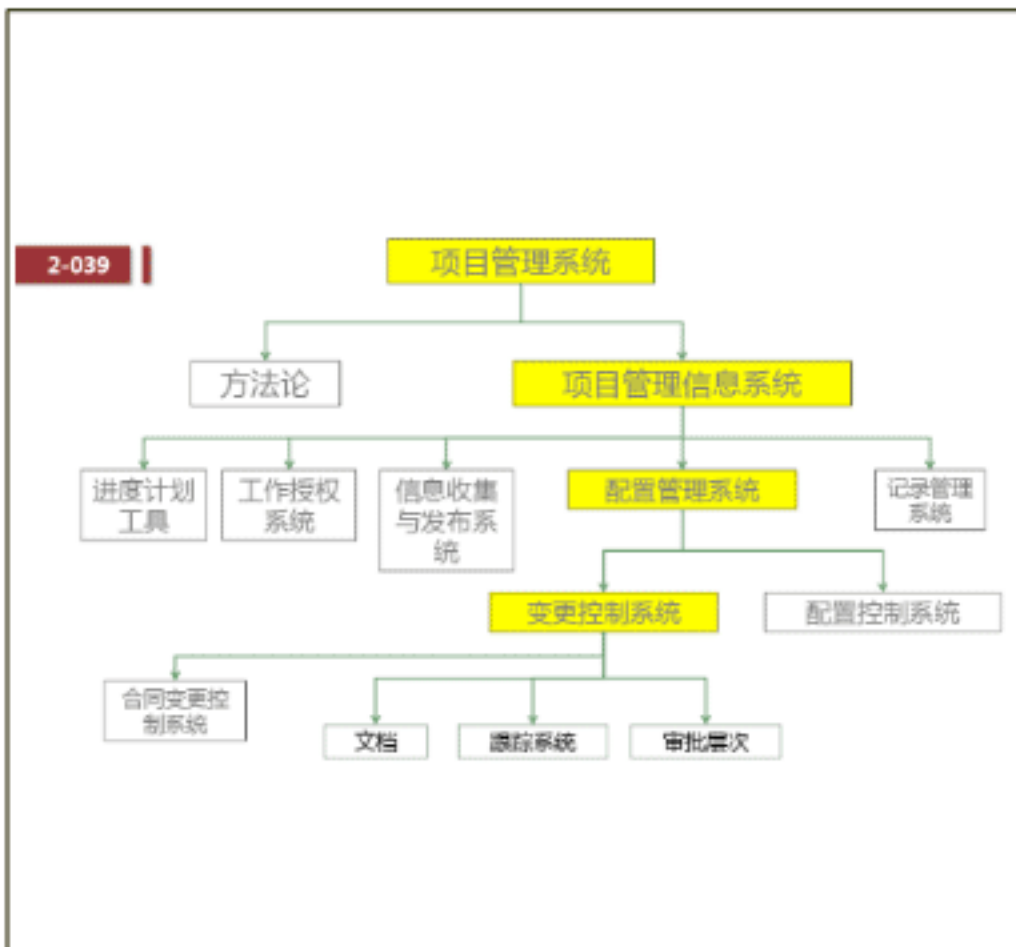 2-039
项目管理系统
方法论
项目管理信息系统
进度计划
工具
工作授权
系统
信息收集
与发布系
统
配置管理系统
记录管理
系统
变更控制系统
配置控制系统
合同变更控
制系统
文档
跟踪系统
审批层次